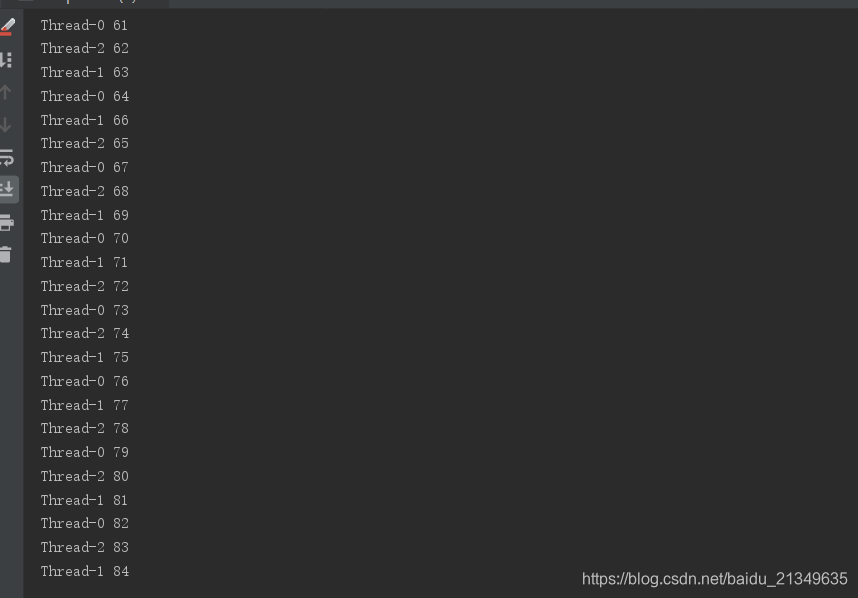 Thread-0 61
Thread-2 62
Thread-1 63
Thread-0 64
Thread-1 66
Thread-2 65
Thread-0 67
Thread-2 68
Thread-1 69
Thread-0 70
Thread-1 71
Thread-2 72
Thread-0 73
Thread-2 74
Thread-1 75
Thread-0 76
Thread-1 77
Thread-2 78
Thread-0 79
Thread-2 80
Thread-1 81
Thread-0 82
Thread-2 83
Thread-1 84
https://blog.csdn.net/baidu_21349635